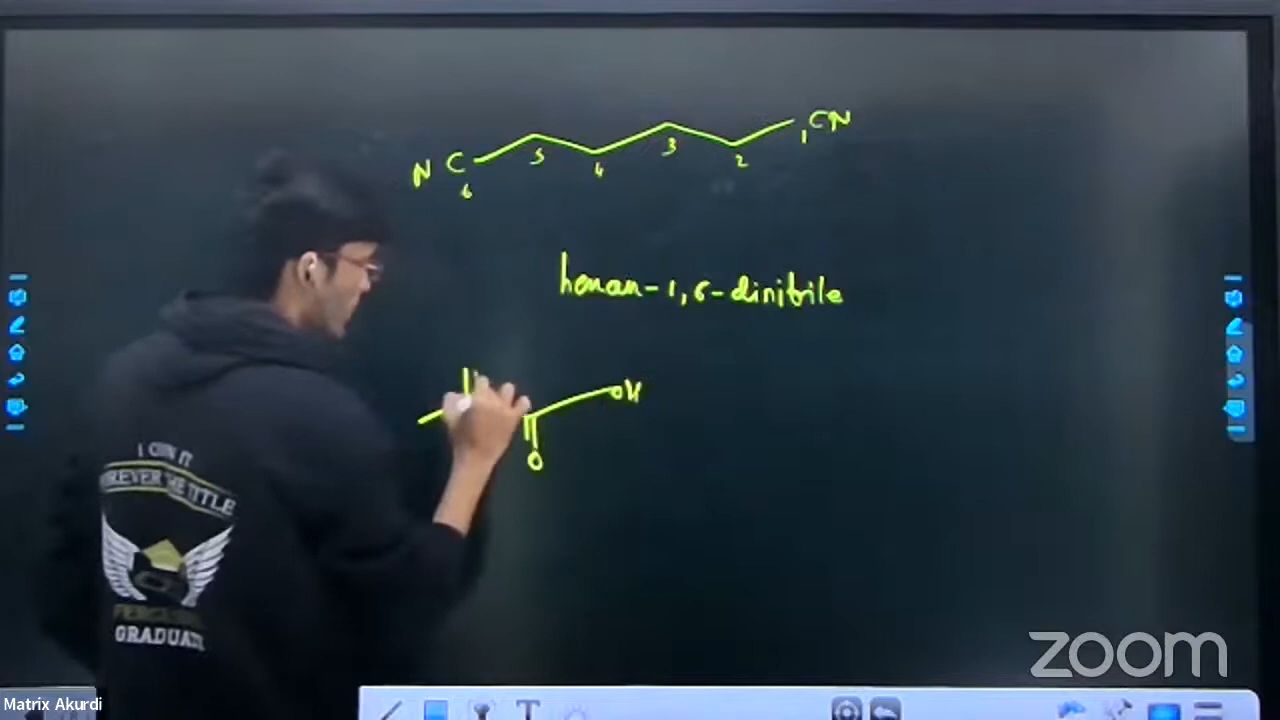 N C CN
6 5 4 3 2 1
henan-1,6-dinitrile
OH
O
I OWN IT
FOREVER THE TITLE
GRADUATE
zoom
Matrix Akurdi
T